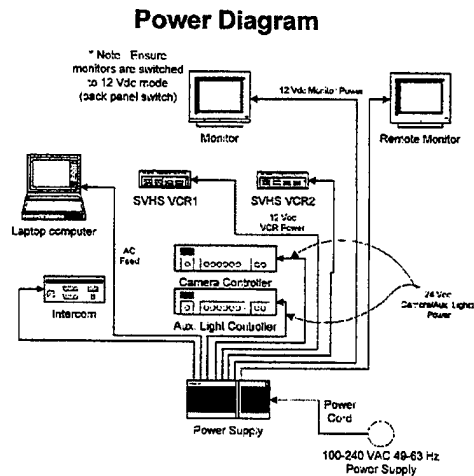 Power Diagram
* Note Ensure
monitors are switched
to 12 Vdc mode
(back panel switch)
12 Vdc Monitor Power
Monitor
Remote Monitor
SVHS VCR1
SVHS VCR2
12 Vdc
VCR Power
Laptop computer
AC
Feed
Camera Controller
24 Vdc
Camera/Aux. Lights
Power
Intercom
Aux. Light Controller
Power Supply
Power
Cord
100-240 VAC 49-63 Hz
Power Supply